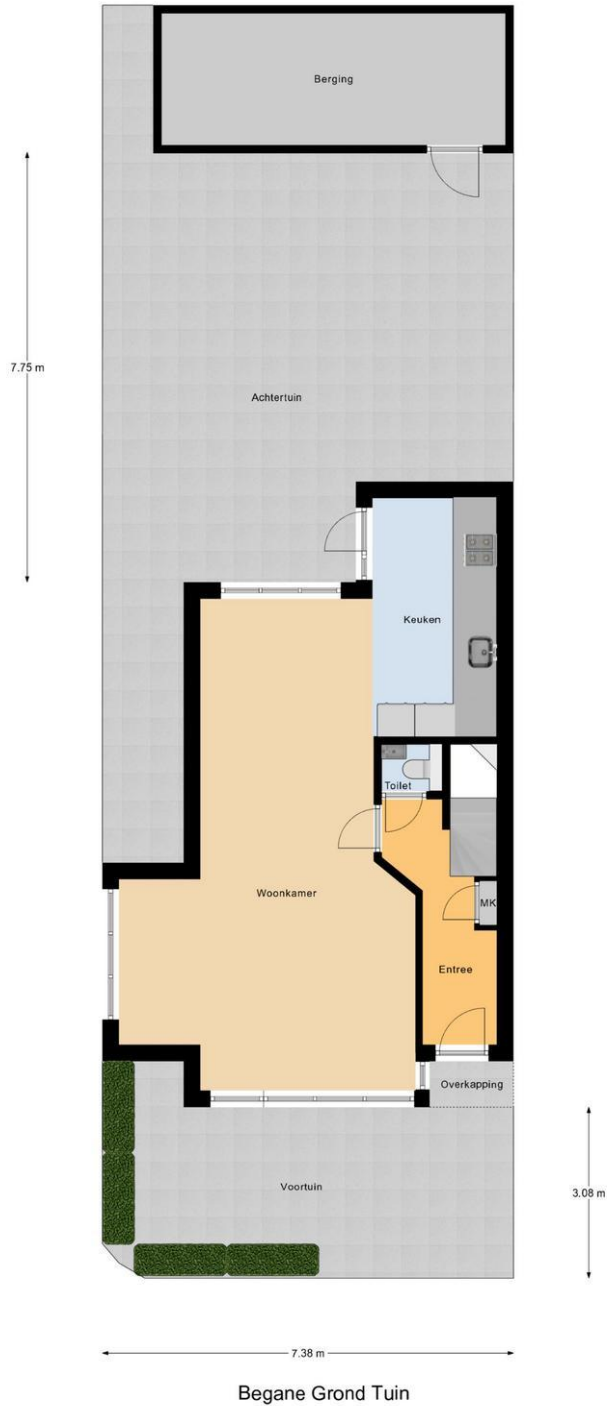 Berging
7.75 m
Achtertuin
Keuken
Toilet
Woonkamer
MK
Entree
Overkapping
Voortuin
3.08 m
7.38 m
Begane Grond Tuin